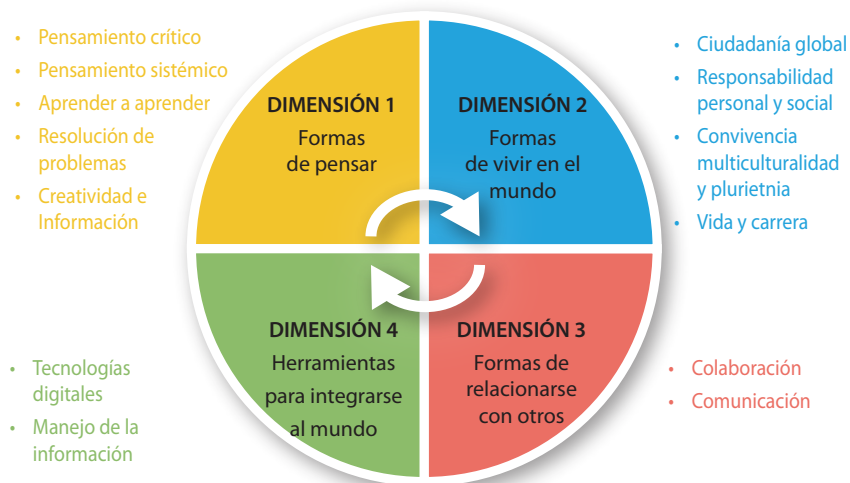 • Pensamiento crítico
• Pensamiento sistémico
• Aprender a aprender
• Resolución de
problemas
• Creatividad e
Información
DIMENSIÓN 1
Formas
de pensar
DIMENSIÓN 2
Formas
de vivir en el
mundo
• Ciudadanía global
• Responsabilidad
personal y social
• Convivencia
multiculturalidad
y plurietnia
• Vida y carrera
• Tecnologías
digitales
• Manejo de la
información
DIMENSIÓN 4
Herramientas
para integrarse
al mundo
DIMENSIÓN 3
Formas de
relacionarse
con otros
• Colaboración
• Comunicación